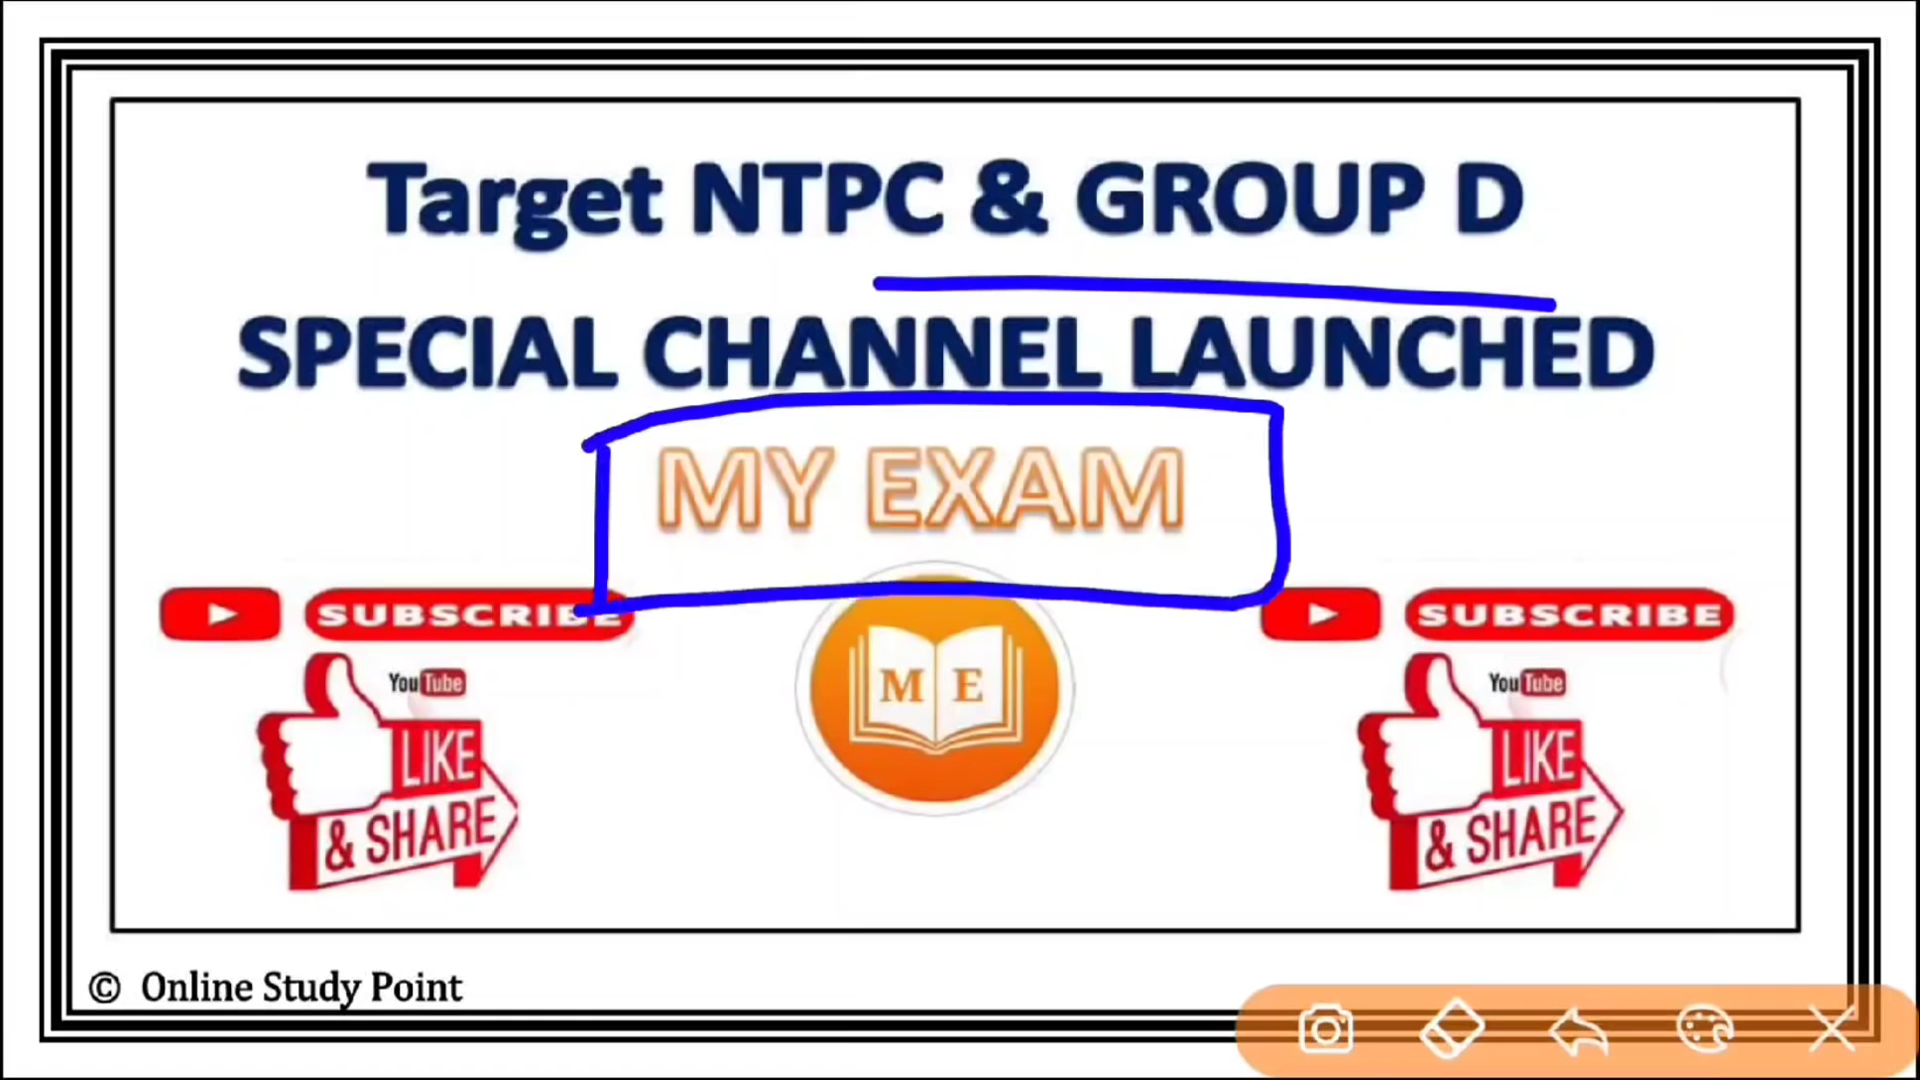 Target NTPC & GROUP D
SPECIAL CHANNEL LAUNCHED
MY EXAM
SUBSCRIBE
SUBSCRIBE
M E
YouTube
LIKE
& SHARE
YouTube
LIKE
& SHARE
© Online Study Point